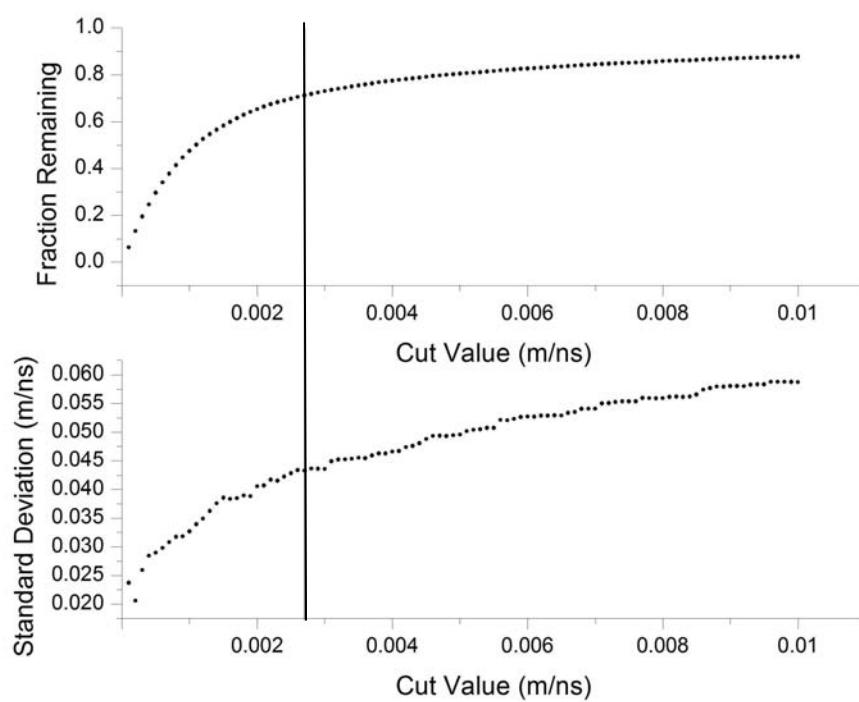 Fraction Remaining
1.0
0.8
0.6
0.4
0.2
0.0
0.002 0.004 0.006 0.008 0.01
Cut Value (m/ns)
Standard Deviation (m/ns)
0.060
0.055
0.050
0.045
0.040
0.035
0.030
0.025
0.020
0.002 0.004 0.006 0.008 0.01
Cut Value (m/ns)